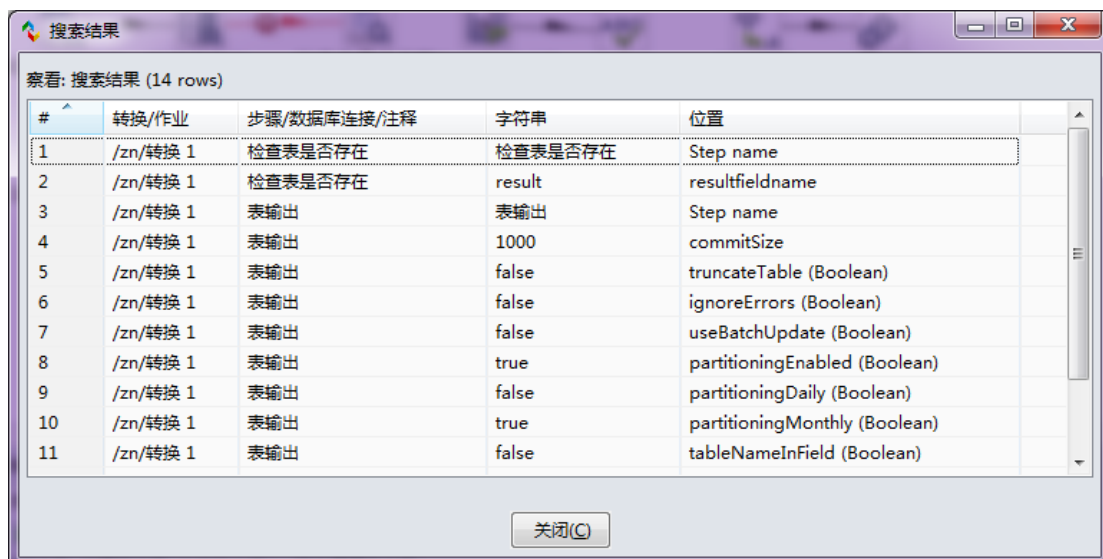 搜索结果
察看: 搜索结果 (14 rows)
# 转换/作业 步骤/数据库连接/注释 字符串 位置
1 /zn/转换 1 检查表是否存在 检查表是否存在 Step name
2 /zn/转换 1 检查表是否存在 result resultfieldname
3 /zn/转换 1 表输出 表输出 Step name
4 /zn/转换 1 表输出 1000 commitSize
5 /zn/转换 1 表输出 false truncateTable (Boolean)
6 /zn/转换 1 表输出 false ignoreErrors (Boolean)
7 /zn/转换 1 表输出 false useBatchUpdate (Boolean)
8 /zn/转换 1 表输出 true partitioningEnabled (Boolean)
9 /zn/转换 1 表输出 false partitioningDaily (Boolean)
10 /zn/转换 1 表输出 true partitioningMonthly (Boolean)
11 /zn/转换 1 表输出 false tableNameInField (Boolean)
关闭(C)